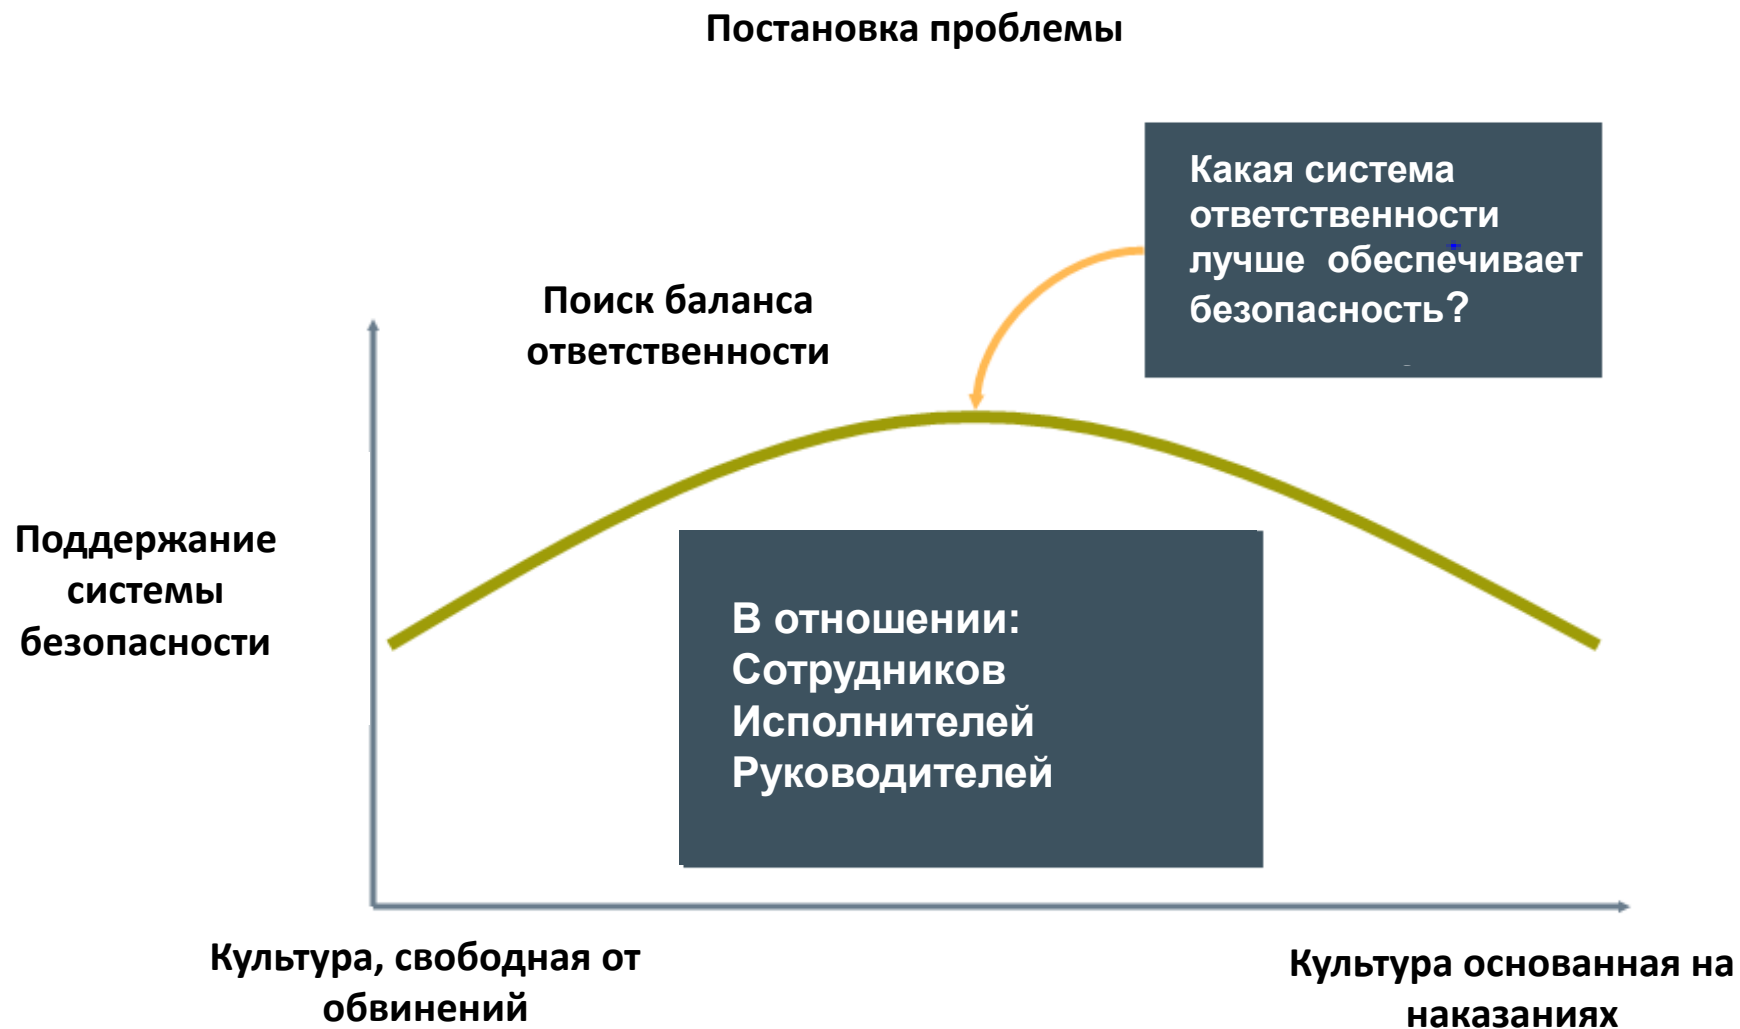 Постановка проблемы
Какая система
ответственности
лучше обеспечивает
безопасность?
Поиск баланса
ответственности
Поддержание
системы
безопасности
В отношении:
Сотрудников
Исполнителей
Руководителей
Культура, свободная от
обвинений
Культура основанная на
наказаниях